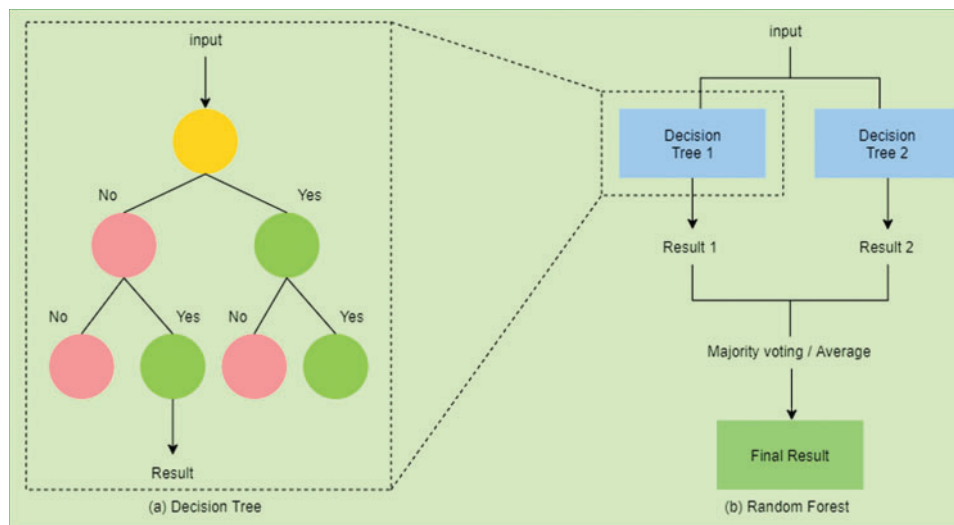 input
No
Yes
No
Yes
No
Yes
Result
(a) Decision Tree
input
Decision
Tree 1
Decision
Tree 2
Result 1
Result 2
Majority voting / Average
Final Result
(b) Random Forest